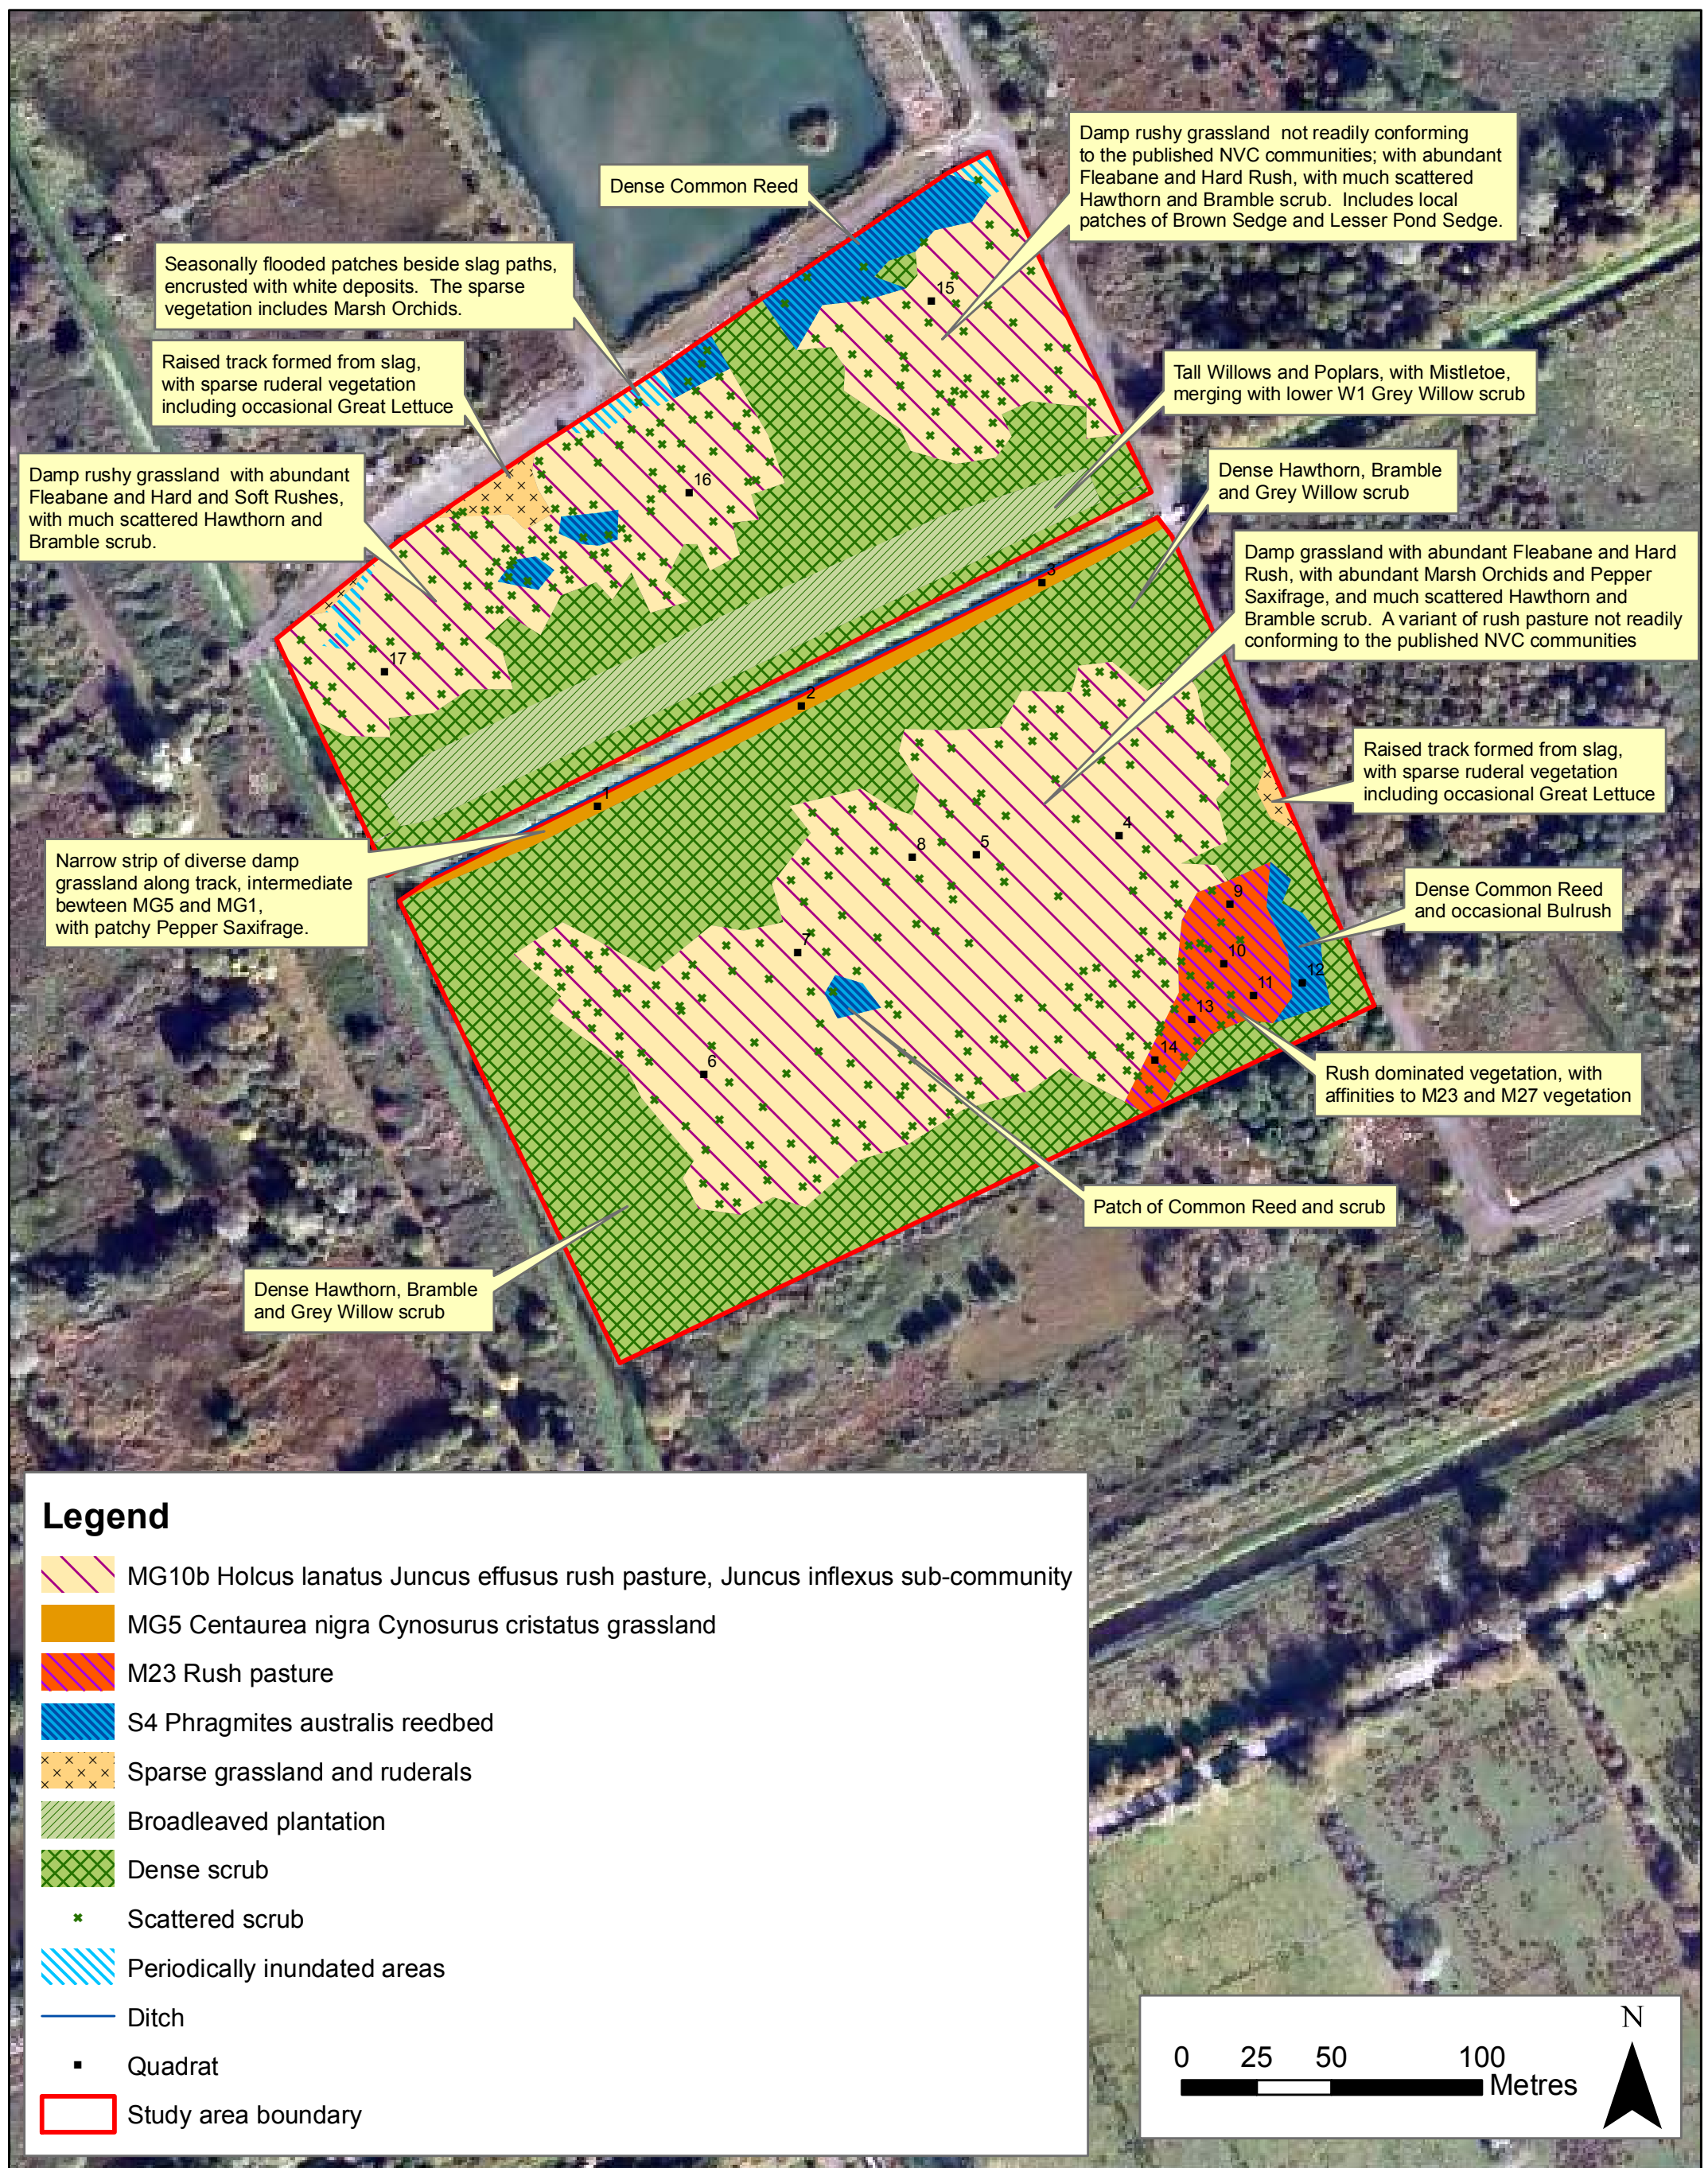 Damp rushy grassland not readily conforming
to the published NVC communities; with abundant
Fleabane and Hard Rush, with much scattered
Hawthorn and Bramble scrub. Includes local
patches of Brown Sedge and Lesser Pond Sedge.
Dense Common Reed
Seasonally flooded patches beside slag paths,
encrusted with white deposits. The sparse
vegetation includes Marsh Orchids.
Raised track formed from slag,
with sparse ruderal vegetation
including occasional Great Lettuce
Tall Willows and Poplars, with Mistletoe,
merging with lower W1 Grey Willow scrub
Damp rushy grassland with abundant
Fleabane and Hard and Soft Rushes,
with much scattered Hawthorn and
Bramble scrub.
Dense Hawthorn, Bramble
and Grey Willow scrub
Damp grassland with abundant Fleabane and Hard
Rush, with abundant Marsh Orchids and Pepper
Saxifrage, and much scattered Hawthorn and
Bramble scrub. A variant of rush pasture not readily
conforming to the published NVC communities
15
16
3
17
2
1
Raised track formed from slag,
with sparse ruderal vegetation
including occasional Great Lettuce
4
8
5
Narrow strip of diverse damp
grassland along track, intermediate
bewteen MG5 and MG1,
with patchy Pepper Saxifrage.
Dense Common Reed
and occasional Bulrush
9
7
10
12
11
13
14
6
Rush dominated vegetation, with
affinities to M23 and M27 vegetation
Patch of Common Reed and scrub
Dense Hawthorn, Bramble
and Grey Willow scrub
Legend
MG10b Holcus lanatus Juncus effusus rush pasture, Juncus inflexus sub-community
MG5 Centaurea nigra Cynosurus cristatus grassland
M23 Rush pasture
S4 Phragmites australis reedbed
Sparse grassland and ruderals
Broadleaved plantation
Dense scrub
Scattered scrub
Periodically inundated areas
Ditch
Quadrat
Study area boundary
N
0 25 50 100
Metres